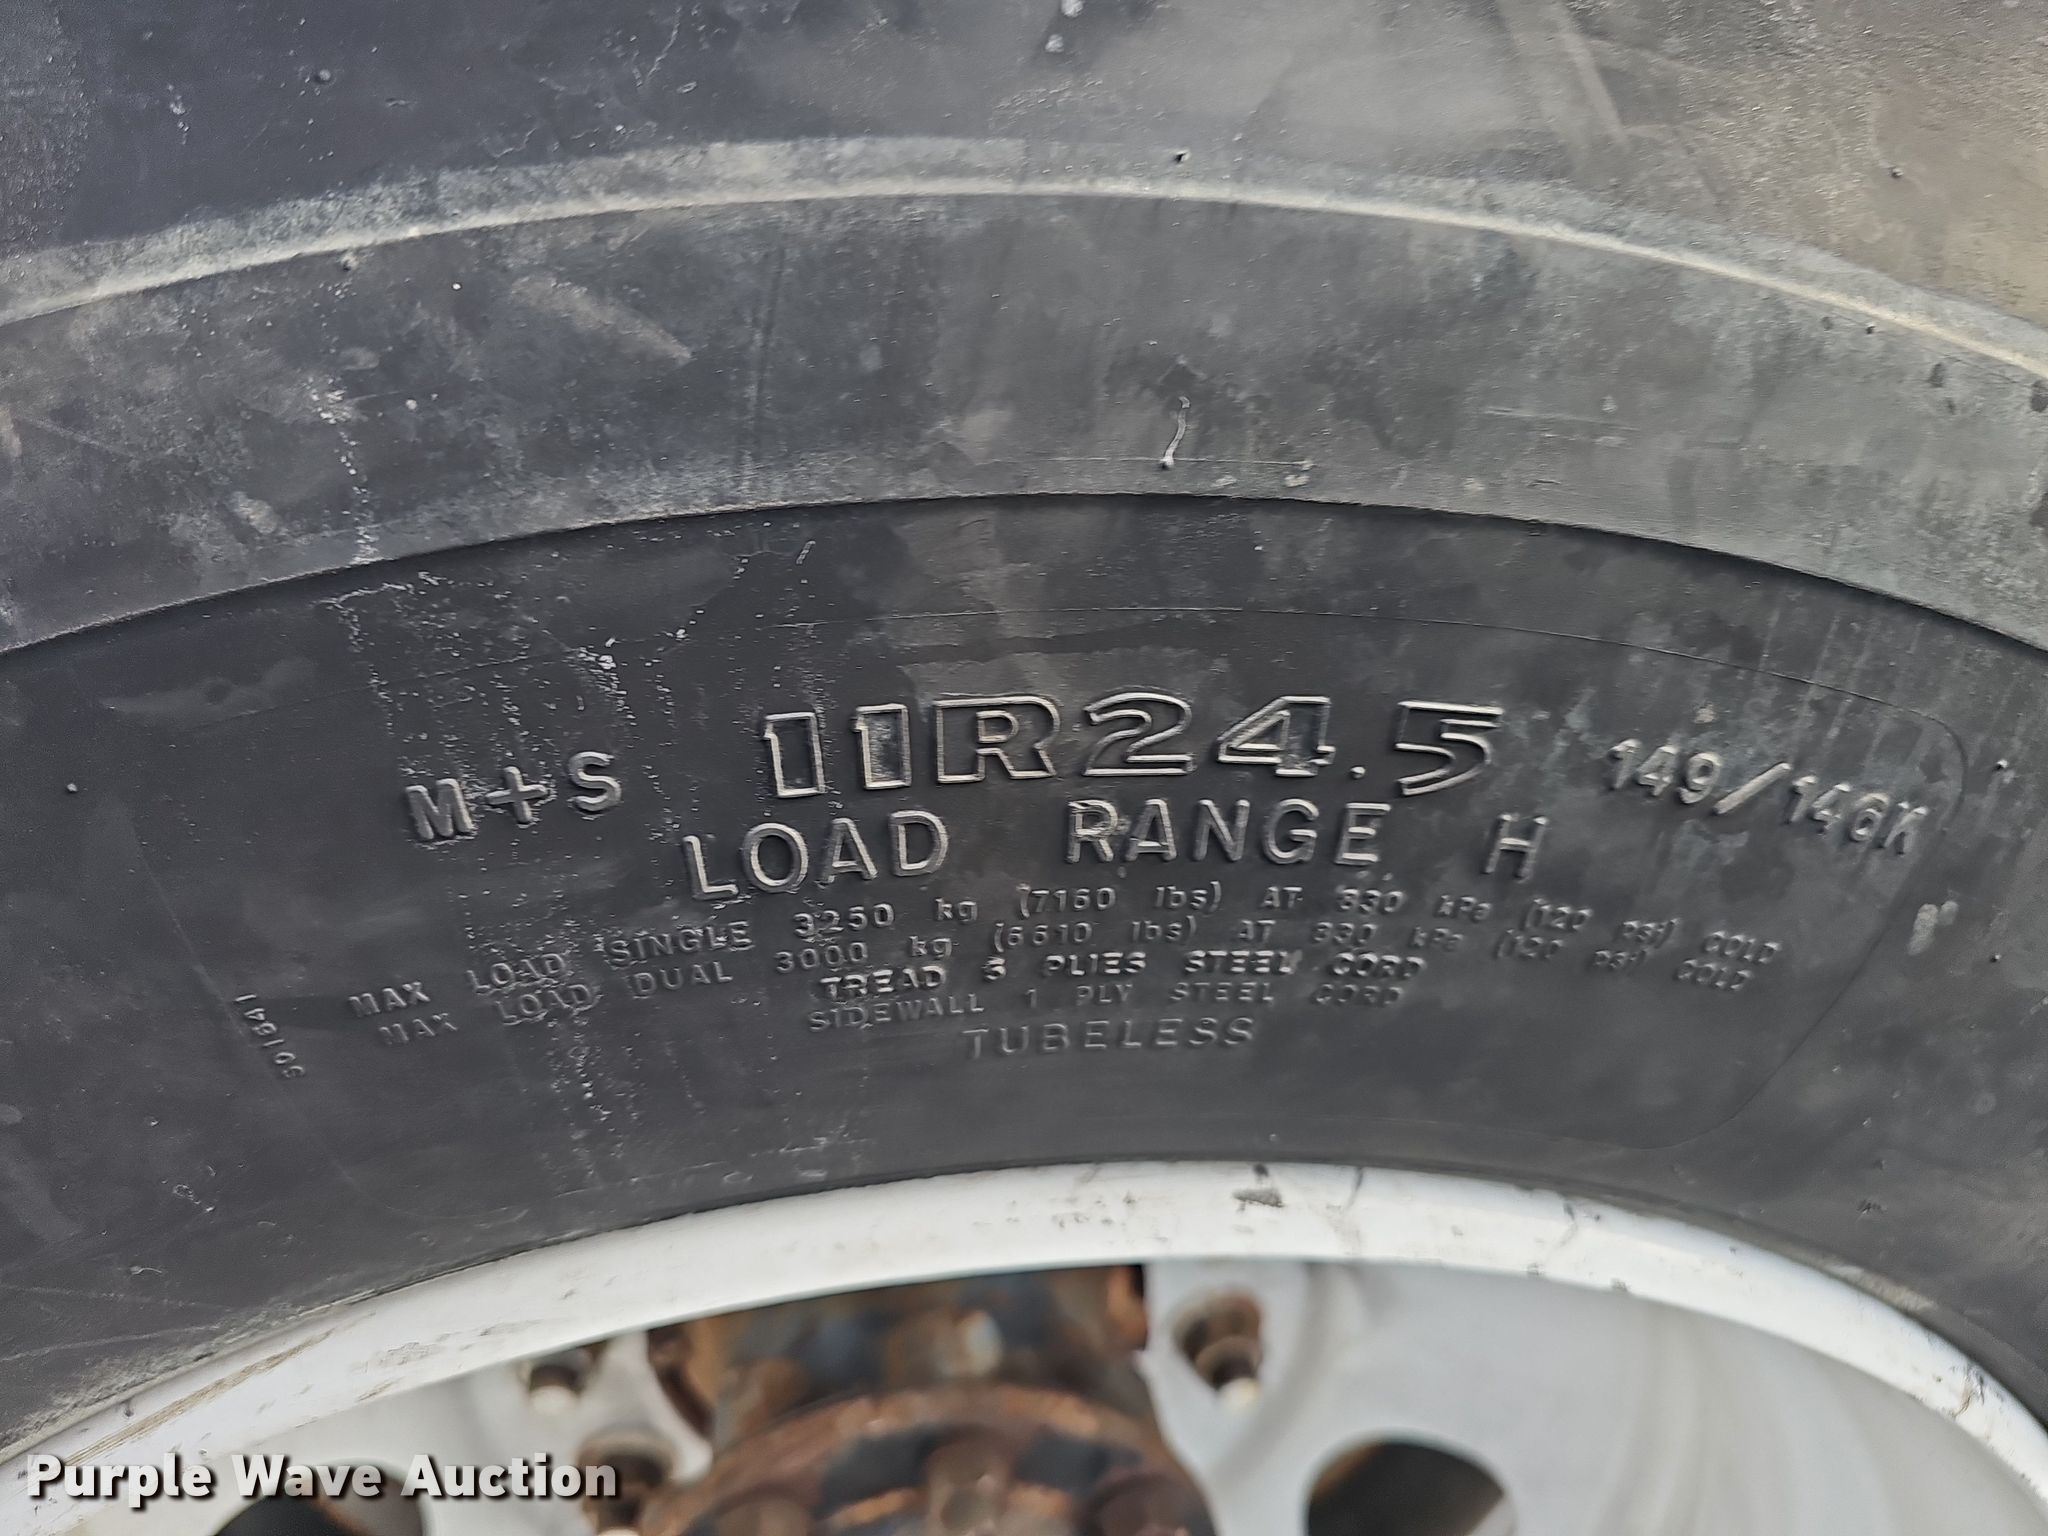 M+S 11R24.5 149/146K
LOAD RANGE H
MAX LOAD SINGLE 3250 kg (7160 lbs) AT 830 kPa (120 psi) COLD
MAX LOAD DUAL 3000 kg (6610 lbs) AT 830 kPa (120 psi) COLD
TREAD 5 PLIES STEEL CORD
SIDEWALL 1 PLY STEEL CORD
TUBELESS
Purple Wave Auction